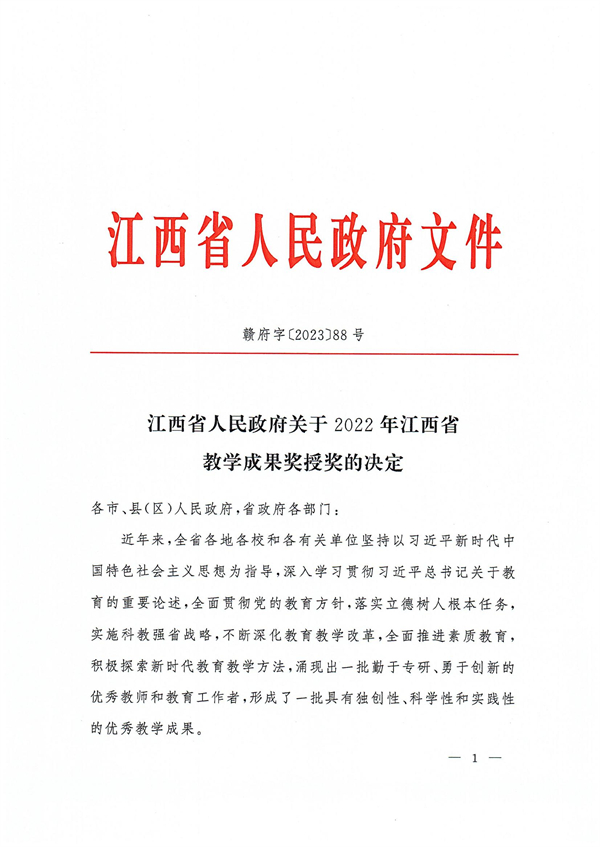 江西省人民政府文件
赣府字〔2023〕88 号
江西省人民政府关于 2022 年江西省
教学成果奖授奖的决定
各市、县(区)人民政府,省政府各部门:
近年来,全省各地各校和各有关单位坚持以习近平新时代中
国特色社会主义思想为指导,深入学习贯彻习近平总书记关于教
育的重要论述,全面贯彻党的教育方针,落实立德树人根本任务,
实施科教强省战略,不断深化教育教学改革,全面推进素质教育,
积极探索新时代教育教学方法,涌现出一批勤于专研、勇于创新的
优秀教师和教育工作者,形成了一批具有独创性、科学性和实践性
的优秀教学成果。
— 1 —